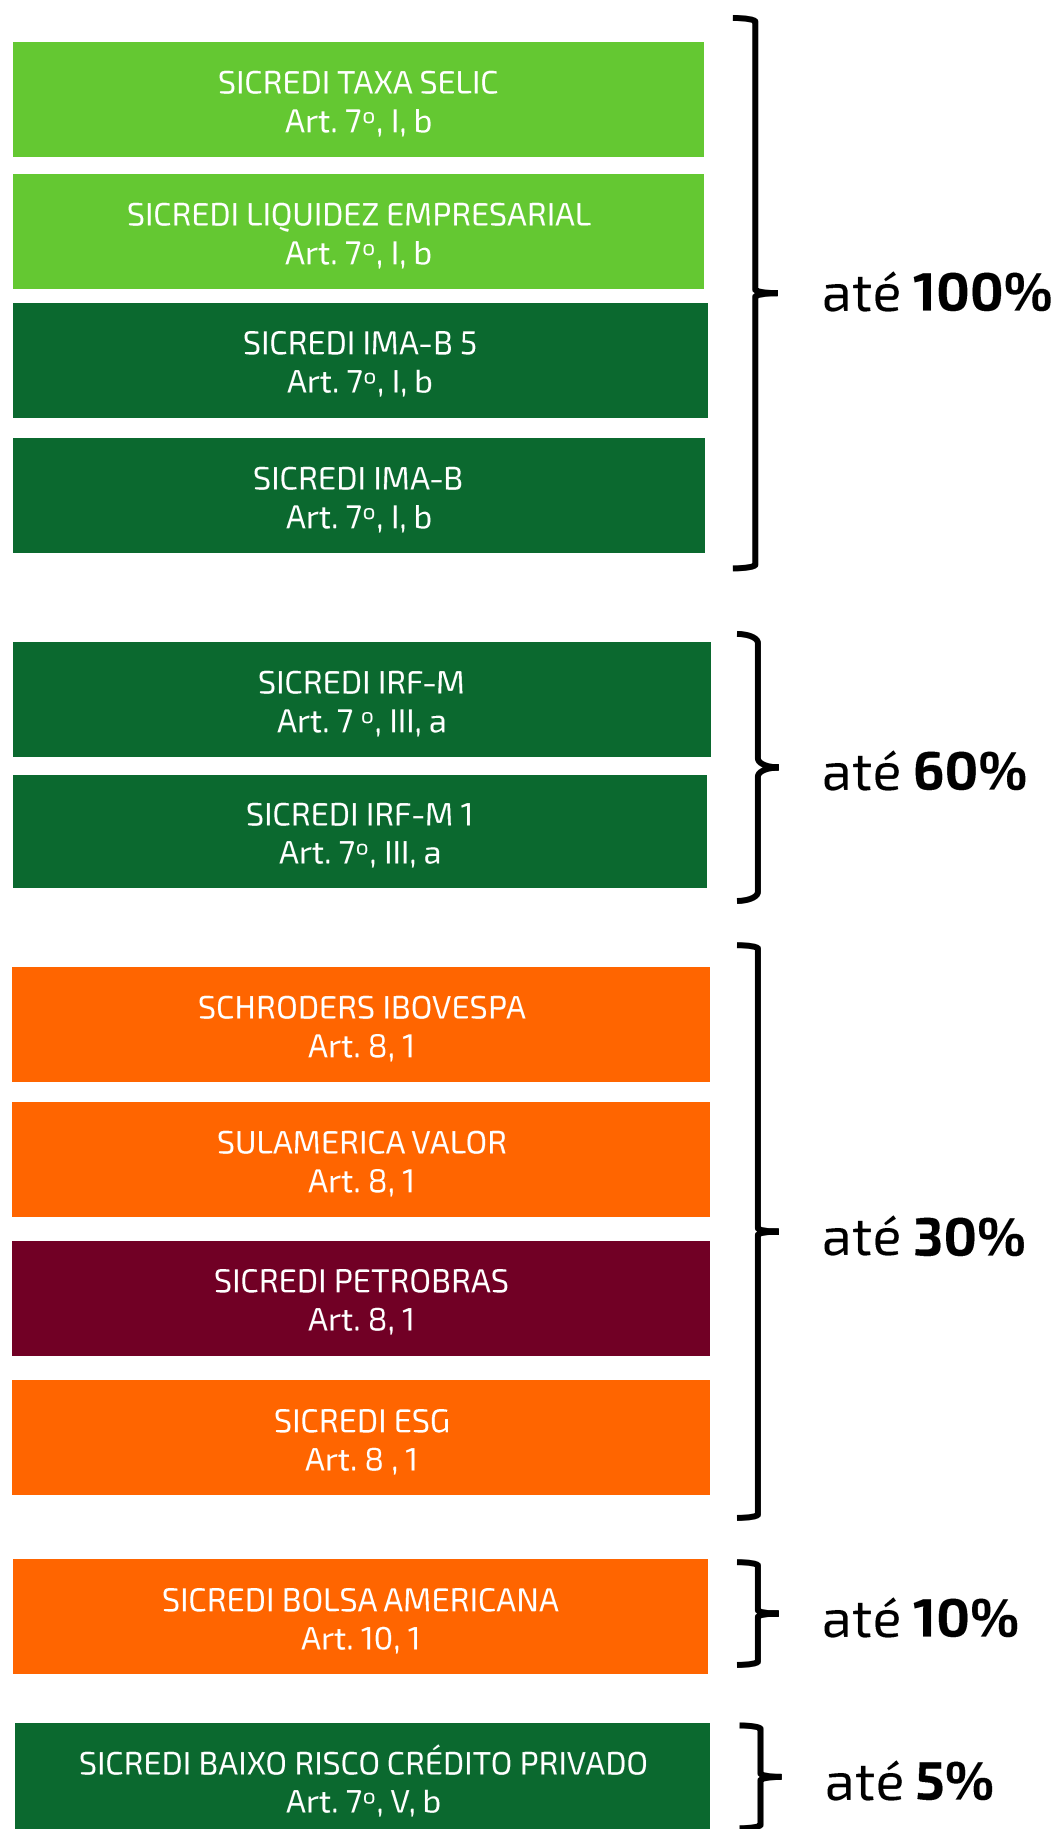 SICREDI TAXA SELIC
Art. 7º, I, b
SICREDI LIQUIDEZ EMPRESARIAL
Art. 7º, I, b
SICREDI IMA-B 5
Art. 7º, I, b
SICREDI IMA-B
Art. 7º, I, b
até 100%
SICREDI IRF-M
Art. 7 º, III, a
SICREDI IRF-M 1
Art. 7º, III, a
até 60%
SCHRODERS IBOVESPA
Art. 8, 1
SULAMERICA VALOR
Art. 8, 1
SICREDI PETROBRAS
Art. 8, 1
SICREDI ESG
Art. 8 , 1
até 30%
SICREDI BOLSA AMERICANA
Art. 10, 1
até 10%
SICREDI BAIXO RISCO CRÉDITO PRIVADO
Art. 7º, V, b
até 5%